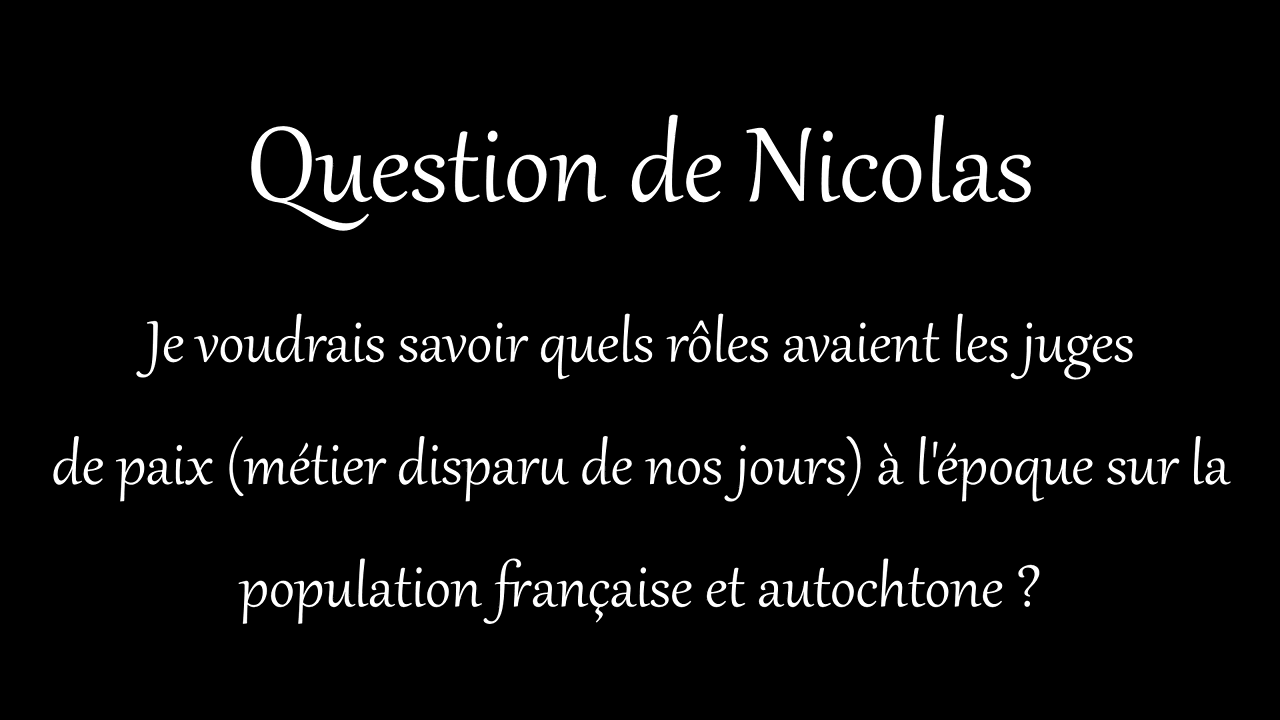 Question de Nicolas
Je voudrais savoir quels rôles avaient les juges
de paix (métier disparu de nos jours) à l'époque sur la
population française et autochtone ?